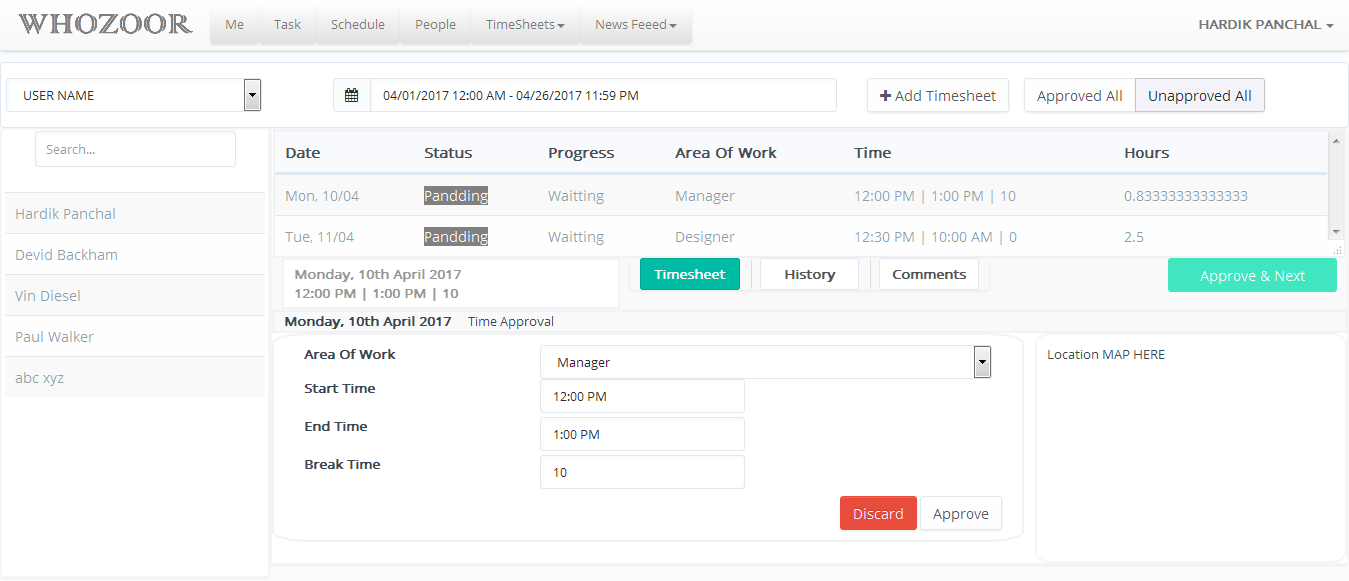 WHOZOOR Me Task Schedule People TimeSheets News Feeed HARDIK PANCHAL
USER NAME 04/01/2017 12:00 AM - 04/26/2017 11:59 PM Add Timesheet Approved All Unapproved All
Search...
Hardik Panchal
Devid Backham
Vin Diesel
Paul Walker
abc xyz
Date Status Progress Area Of Work Time Hours
Mon, 10/04 Pandding Waitting Manager 12:00 PM | 1:00 PM | 10 0.83333333333333
Tue, 11/04 Pandding Waitting Designer 12:30 PM | 10:00 AM | 0 2.5
Monday, 10th April 2017
12:00 PM | 1:00 PM | 10
Timesheet History Comments Approve & Next
Monday, 10th April 2017 Time Approval
Area Of Work Manager
Start Time 12:00 PM
End Time 1:00 PM
Break Time 10
Discard Approve
Location MAP HERE